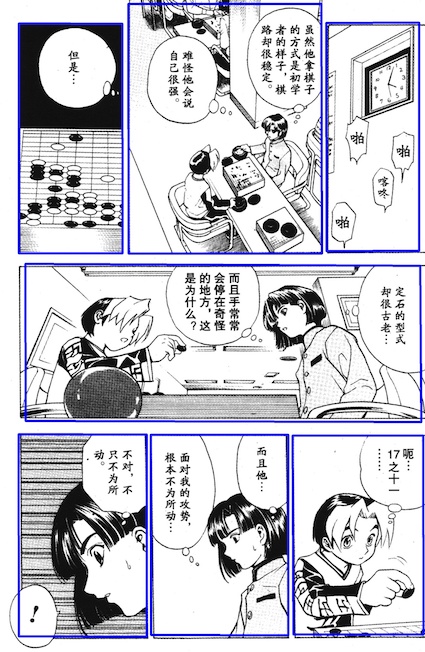 啪
啪
喀咚
啪
虽然他拿棋子
的方式是初学
者的样子，棋
路却很稳定。
难怪他会说
自己很强。
但是…
定石的型式
却很古老…
而且手常常
会停在奇怪
的地方，这
是为什么？
呃…
17之十一
……
而且他…
面对我的攻势，
根本不为所动…
不对，不
只不为所
动。
！